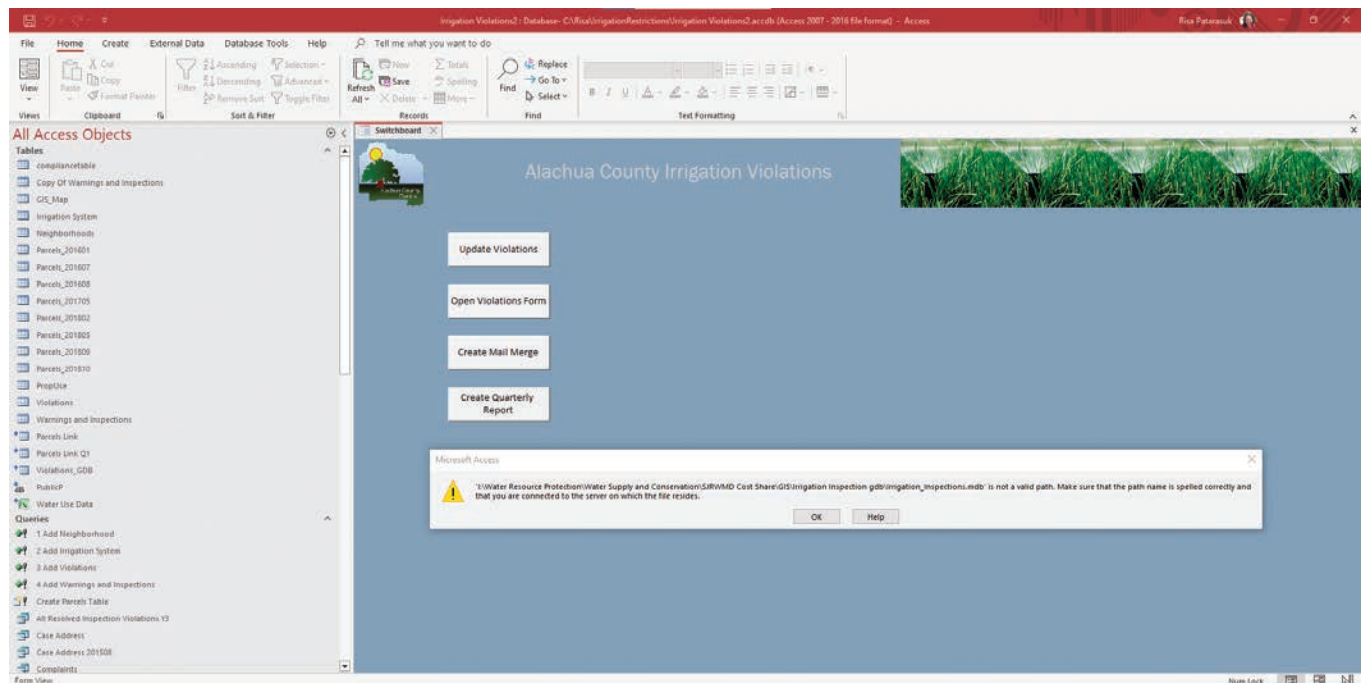 Irrigation Violations2 : Database- C:\Risa\IrrigationRestrictions\Irrigation Violations2.accdb (Access 2007 - 2016 file format) - Access
Risa Patarasuk
File Home Create External Data Database Tools Help Tell me what you want to do
View
Paste
Cut
Copy
Format Painter
Filter
Ascending
Descending
Remove Sort
Selection
Advanced
Toggle Filter
Refresh
All
New
Save
Delete
Totals
Spelling
More
Find
Replace
Go To
Select
B I U A
Views Clipboard Sort & Filter Records Find Text Formatting
All Access Objects
Tables
compliancetable
Copy Of Warnings and Inspections
GIS_Map
Irrigation System
Neighborhoods
Parcels_201601
Parcels_201607
Parcels_201608
Parcels_201705
Parcels_201802
Parcels_201805
Parcels_201809
Parcels_201810
PropUse
Violations
Warnings and Inspections
Parcels Link
Parcels Link Q1
Violations_GDB
PublicP
Water Use Data
Queries
1 Add Neighborhood
2 Add Irrigation System
3 Add Violations
4 Add Warnings and Inspections
Create Parcels Table
All Resolved Inspection Violations Y3
Case Address
Case Address 201508
Complaints
Switchboard
Alachua County Irrigation Violations
Update Violations
Open Violations Form
Create Mail Merge
Create Quarterly
Report
Microsoft Access
'I:\Water Resource Protection\Water Supply and Conservation\SJRWMD Cost Share\GIS\Irrigation Inspection gdb\Irrigation_Inspections.mdb' is not a valid path. Make sure that the path name is spelled correctly and
that you are connected to the server on which the file resides.
OK Help
Form View
Num Lock